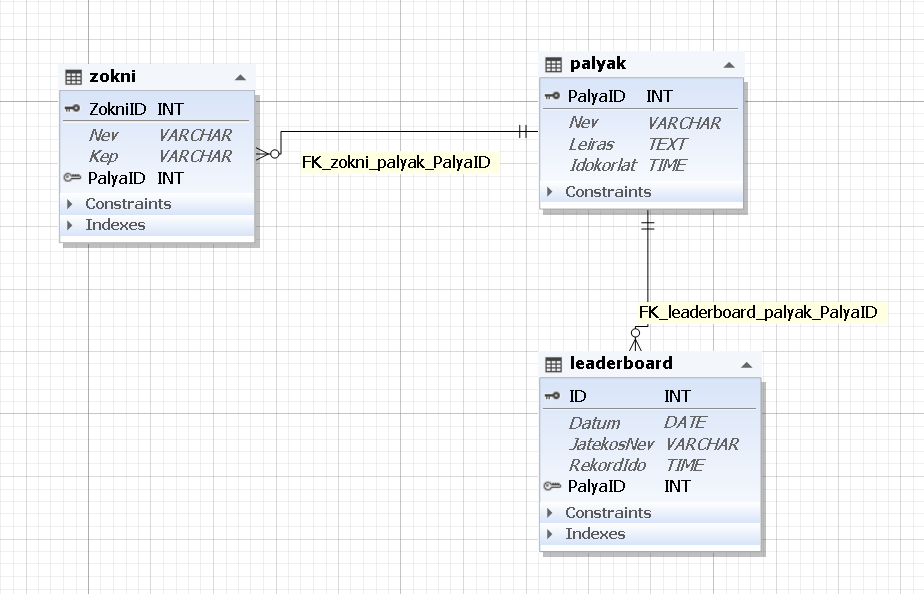 zokni
ZokniID INT
Nev VARCHAR
Kep VARCHAR
PalyaID INT
Constraints
Indexes
FK_zokni_palyak_PalyaID
palyak
PalyaID INT
Nev VARCHAR
Leiras TEXT
Idokorlat TIME
Constraints
FK_leaderboard_palyak_PalyaID
leaderboard
ID INT
Datum DATE
JatekosNev VARCHAR
RekordIdo TIME
PalyaID INT
Constraints
Indexes